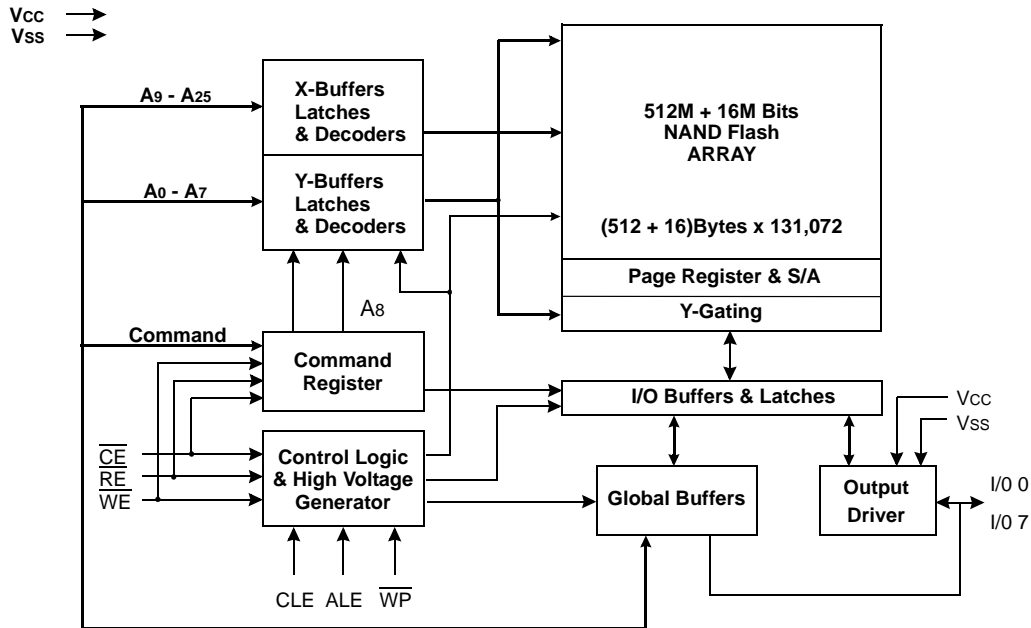 VCC
VSS
A9 - A25
X-Buffers
Latches
& Decoders
A0 - A7
Y-Buffers
Latches
& Decoders
512M + 16M Bits
NAND Flash
ARRAY
(512 + 16)Bytes x 131,072
Page Register & S/A
Y-Gating
A8
Command
Command
Register
I/O Buffers & Latches
VCC
VSS
CE
RE
WE
Control Logic
& High Voltage
Generator
Global Buffers
Output
Driver
I/0 0
I/0 7
CLE ALE WP